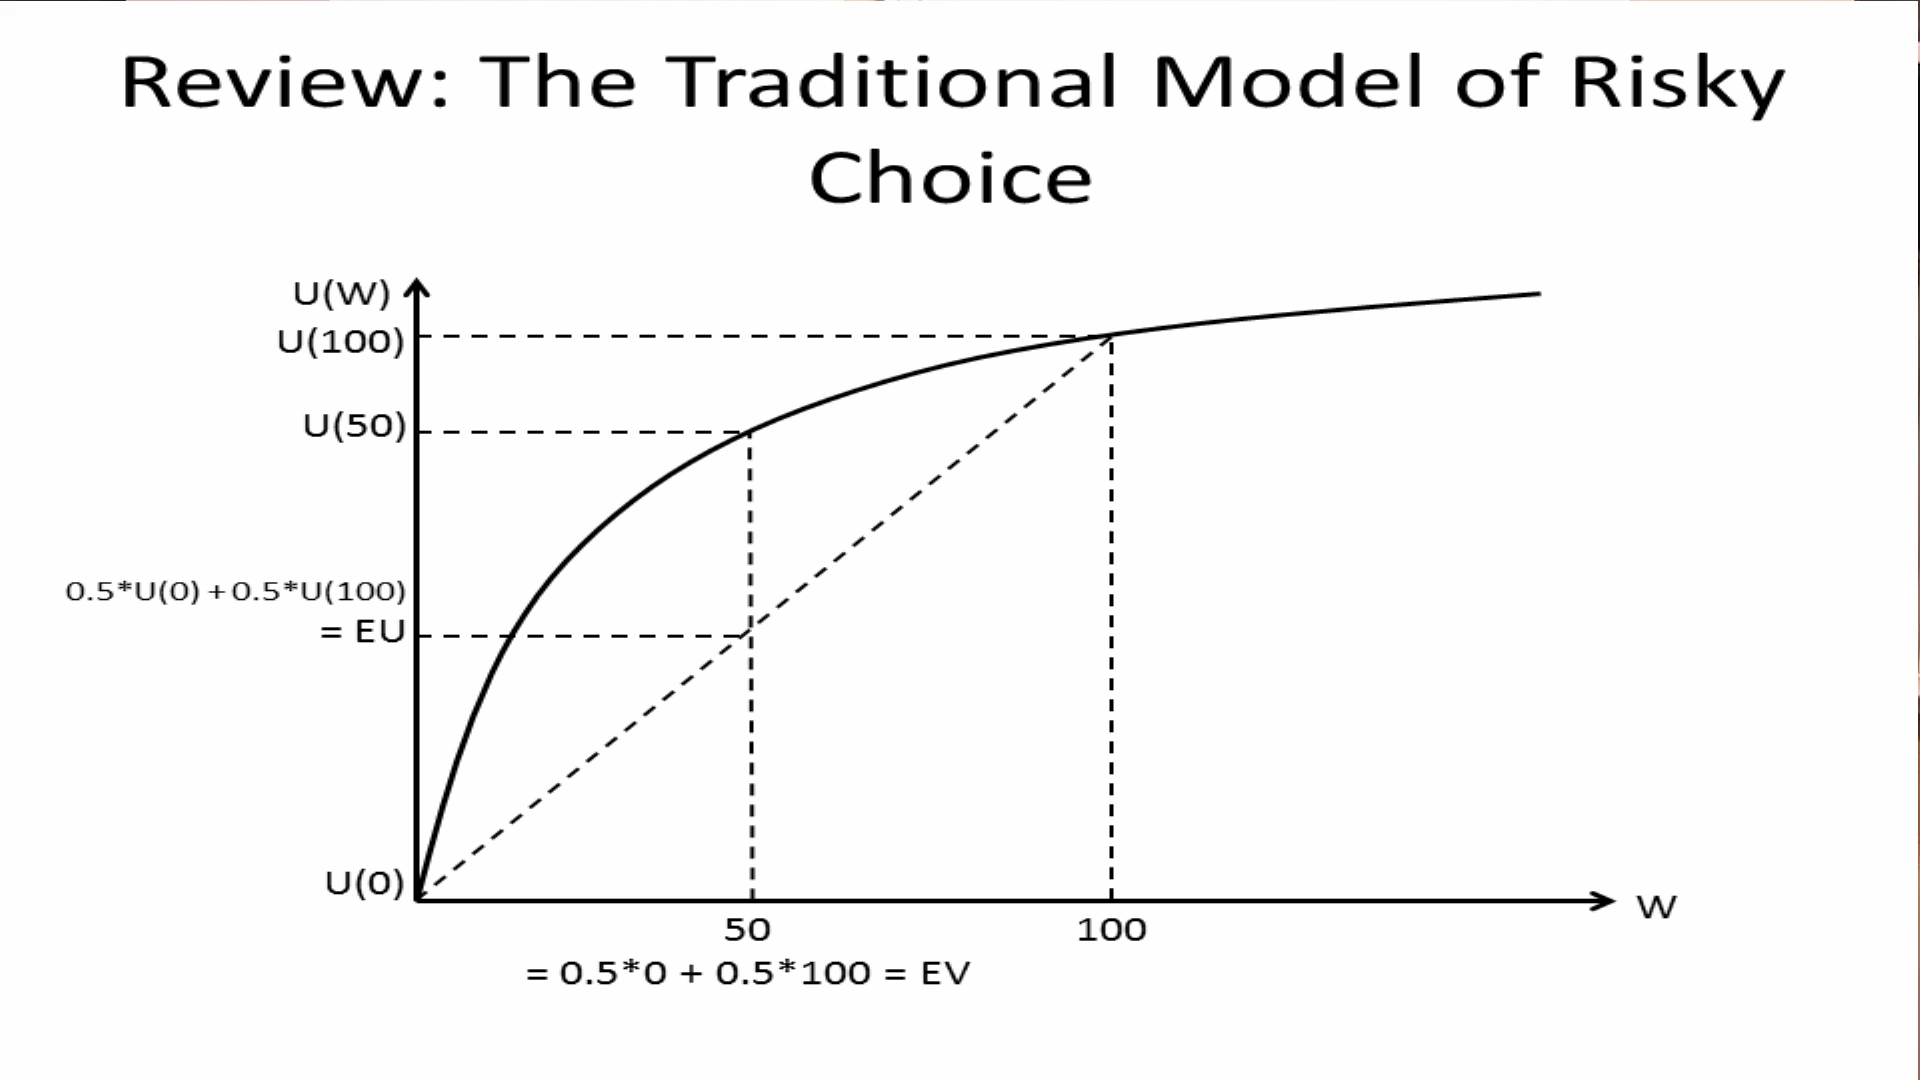 Review: The Traditional Model of Risky
Choice
U(W)
U(100)
U(50)
0.5*U(0) + 0.5*U(100)
= EU
U(0)
W
50
100
= 0.5*0 + 0.5*100 = EV